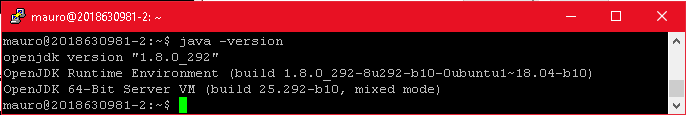 mauro@2018630981-2: ~
mauro@2018630981-2:~$ java -version
openjdk version "1.8.0_292"
OpenJDK Runtime Environment (build 1.8.0_292-8u292-b10-0ubuntu1~18.04-b10)
OpenJDK 64-Bit Server VM (build 25.292-b10, mixed mode)
mauro@2018630981-2:~$